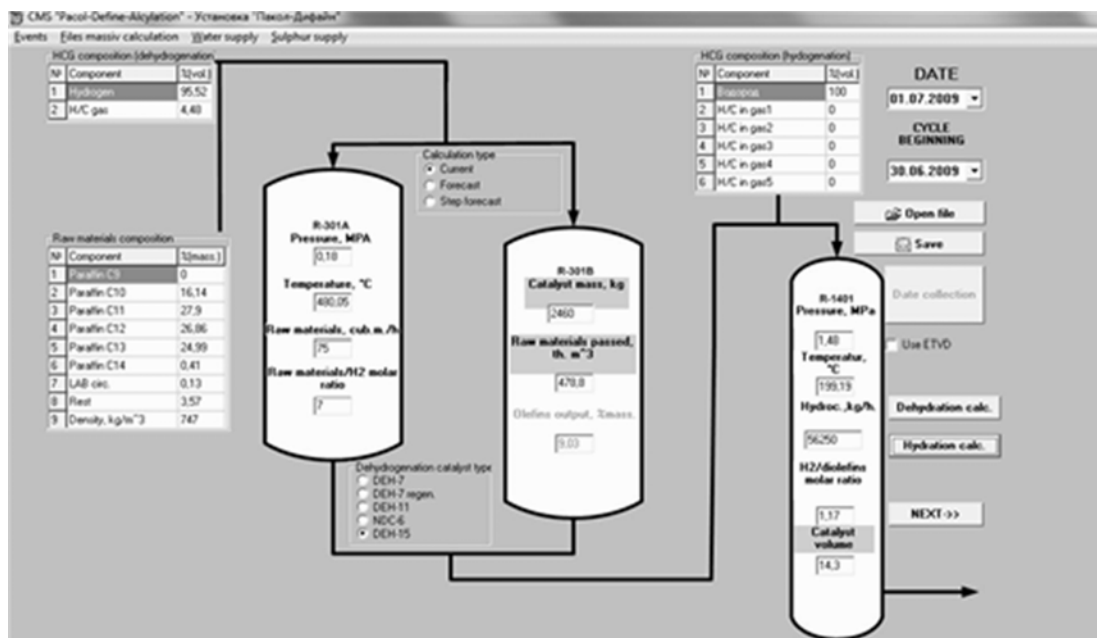 CMS "Pacol-Define-Alcylation" - Установка "Пакол-Дифайн"
Events Files massiv calculation Water supply Sulphur supply
HCG composition (dehydrogenation)
№ Component %(vol.)
1 Hydrogen 95,52
2 H/C gas 4,48
Raw materials composition
№ Component %(mass.)
1 Paraffin C9 0
2 Paraffin C10 16,14
3 Paraffin C11 27,9
4 Paraffin C12 26,86
5 Paraffin C13 24,99
6 Paraffin C14 0,41
7 LAB circ. 0,13
8 Rest 3,57
9 Density, kg/m^3 747
R-301A
Pressure, MPA
0,18
Temperature, °C
480,05
Raw materials, cub.m./h
75
Raw materials/H2 molar
ratio
7
Calculation type
Current
Forecast
Step forecast
Dehydrogenation catalyst type
DEH-7
DEH-7 regen.
DEH-11
NDC-6
DEH-15
R-301B
Catalyst mass, kg
2460
Raw materials passed,
th. m^3
478,8
Olefins output, %mass.
9,03
HCG composition (hydogenation)
№ Component %(vol.)
1 Водород 100
2 H/C in gas1 0
3 H/C in gas2 0
4 H/C in gas3 0
5 H/C in gas4 0
6 H/C in gas5 0
R-1401
Pressure, MPa
1,48
Temperatur,
°C
199,19
Hydroc.,kg/h.
56250
H2/diolefins
molar ratio
1,17
Catalyst
volume
14,3
DATE
01.07.2009
CYCLE
BEGINNING
30.06.2009
Open file
Save
Date collection
Use ETVD
Dehydration calc.
Hydration calc.
NEXT->>